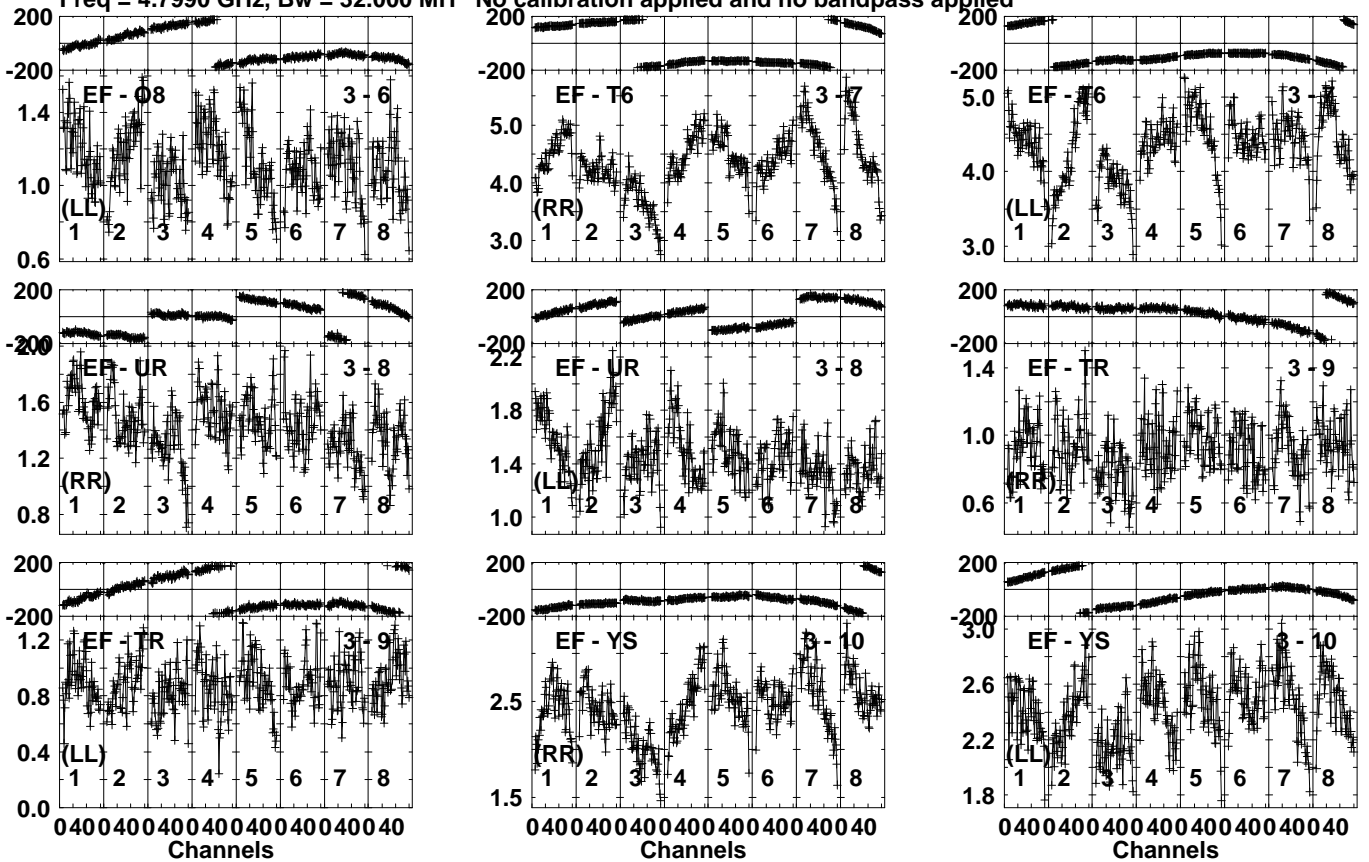 Freq = 4.7990 GHz, Bw = 32.000 MH No calibration applied and no bandpass applied
200 200 200
-200 -200 -200
EF - O8 3 - 6 EF - T6 3 - 7 EF - T6 3 - 7
1.4 5.0 5.0
1.0 4.0 4.0
(LL) (RR) (LL)
1 2 3 4 5 6 7 8 1 2 3 4 5 6 7 8 1 2 3 4 5 6 7 8
0.6 3.0 3.0
200 200 200
-200 -200 -200
2.0 2.2 1.4
EF - UR 3 - 8 EF - UR 3 - 8 EF - TR 3 - 9
1.6 1.8 1.0
1.2 1.4 0.6
(RR) (LL) (RR)
0.8 1.0
1 2 3 4 5 6 7 8 1 2 3 4 5 6 7 8 1 2 3 4 5 6 7 8
200 200 200
-200 -200 -200
1.2 3.0
EF - TR 3 - 9 EF - YS 3 - 10 EF - YS 3 - 10
0.8 2.5 2.6
0.4 2.2
(LL) (RR) (LL)
1 2 3 4 5 6 7 8 1 2 3 4 5 6 7 8 1 2 3 4 5 6 7 8
0.0 1.5 1.8
0 40 0 40 0 40 0 40 0 40 0 40 0 40 0 40 0 40 0 40 0 40 0 40 0 40 0 40 0 40 0 40 0 40 0 40 0 40 0 40 0 40 0 40 0 40 0 40
Channels Channels Channels